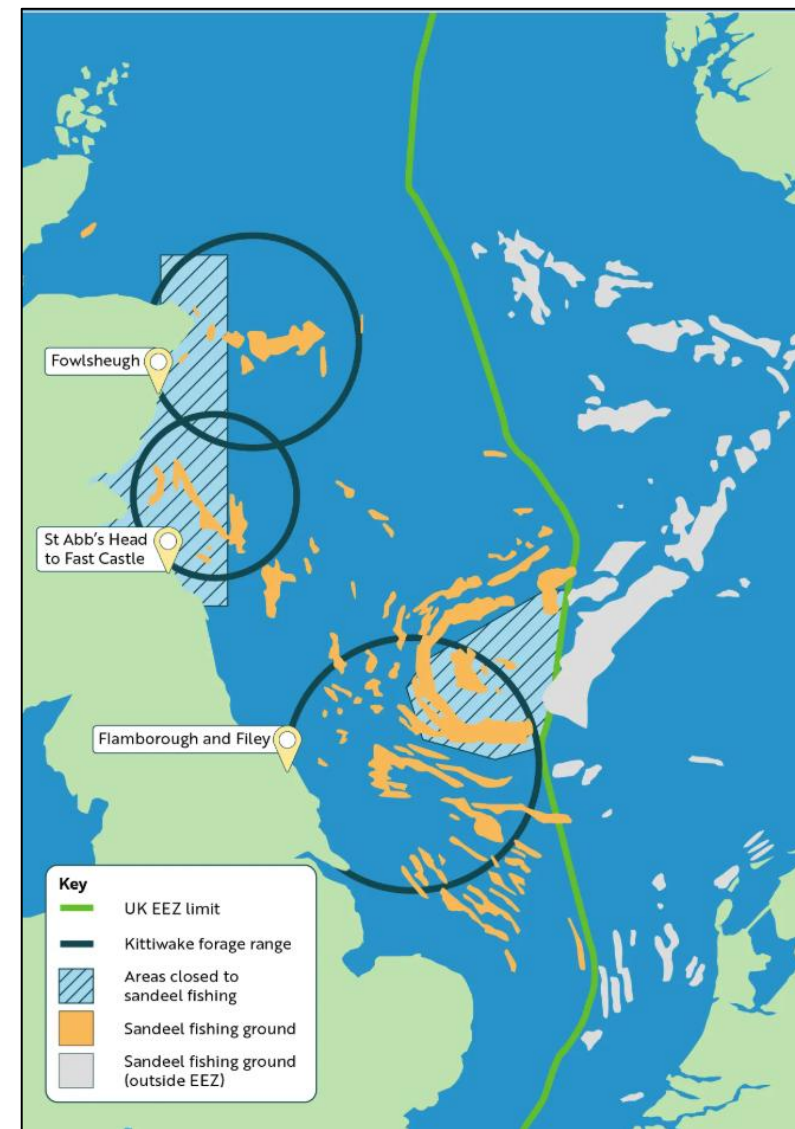 Fowlsheugh
St Abb's Head
to Fast Castle
Flamborough and Filey
Key
UK EEZ limit
Kittiwake forage range
Areas closed to
sandeel fishing
Sandeel fishing ground
Sandeel fishing ground
(outside EEZ)